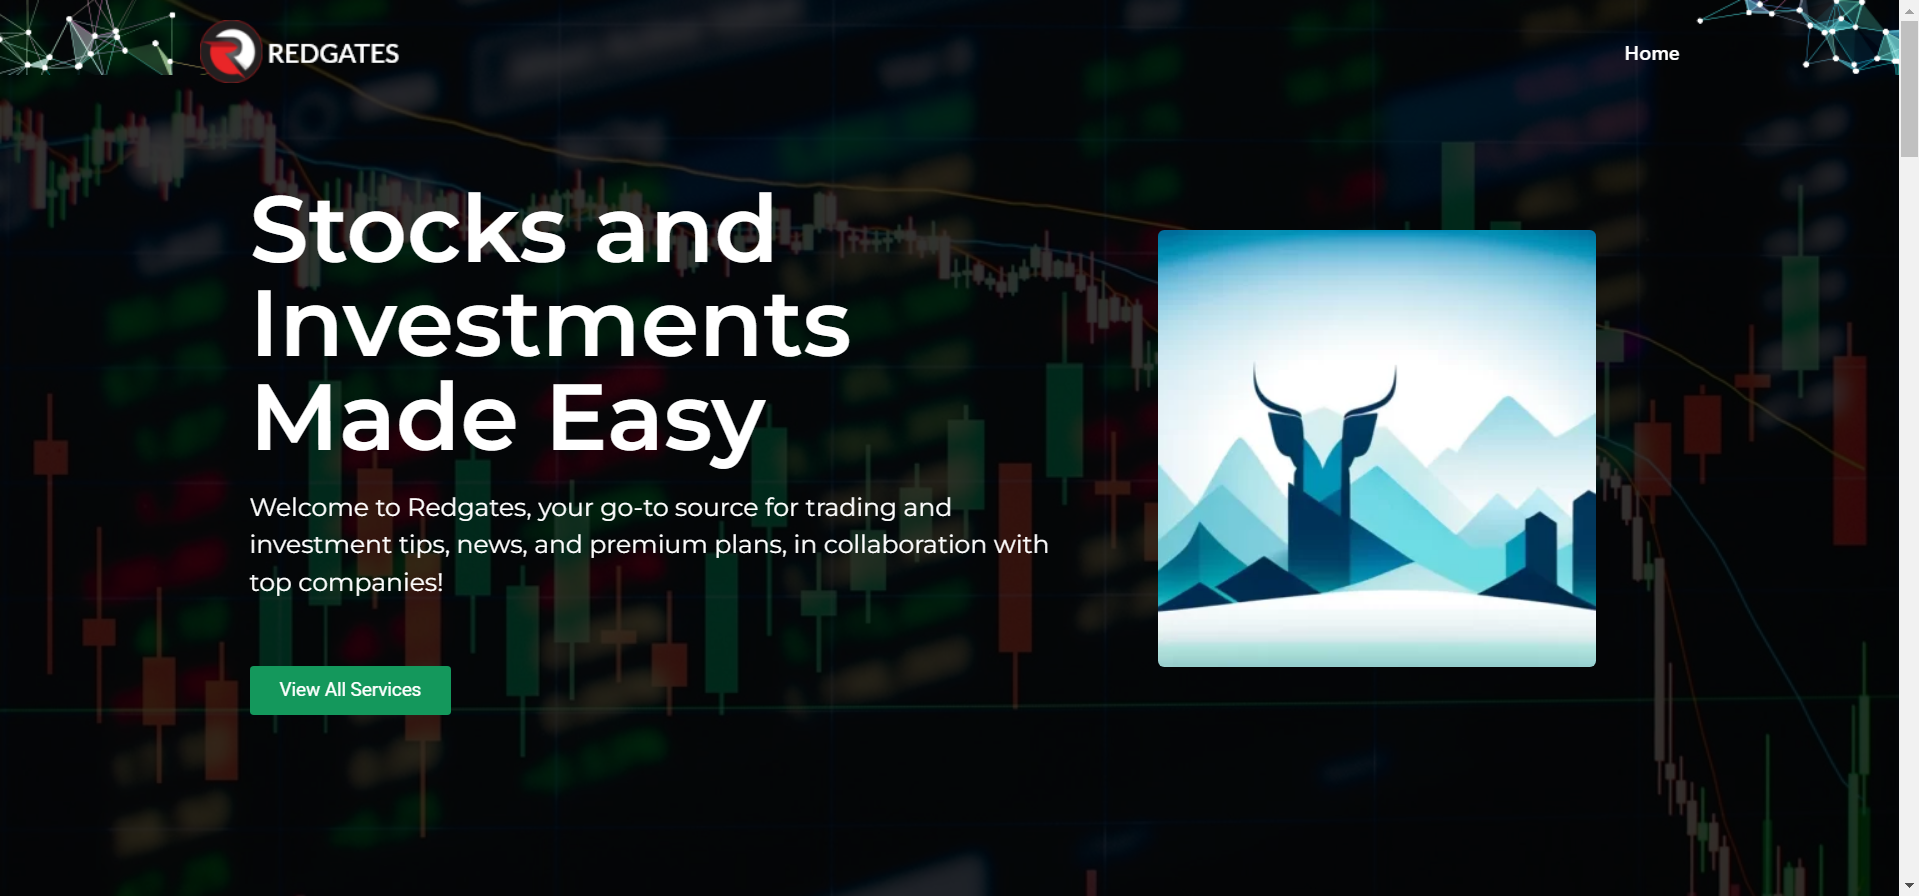 REDGATES
Home
Stocks and
Investments
Made Easy
Welcome to Redgates, your go-to source for trading and
investment tips, news, and premium plans, in collaboration with
top companies!
View All Services